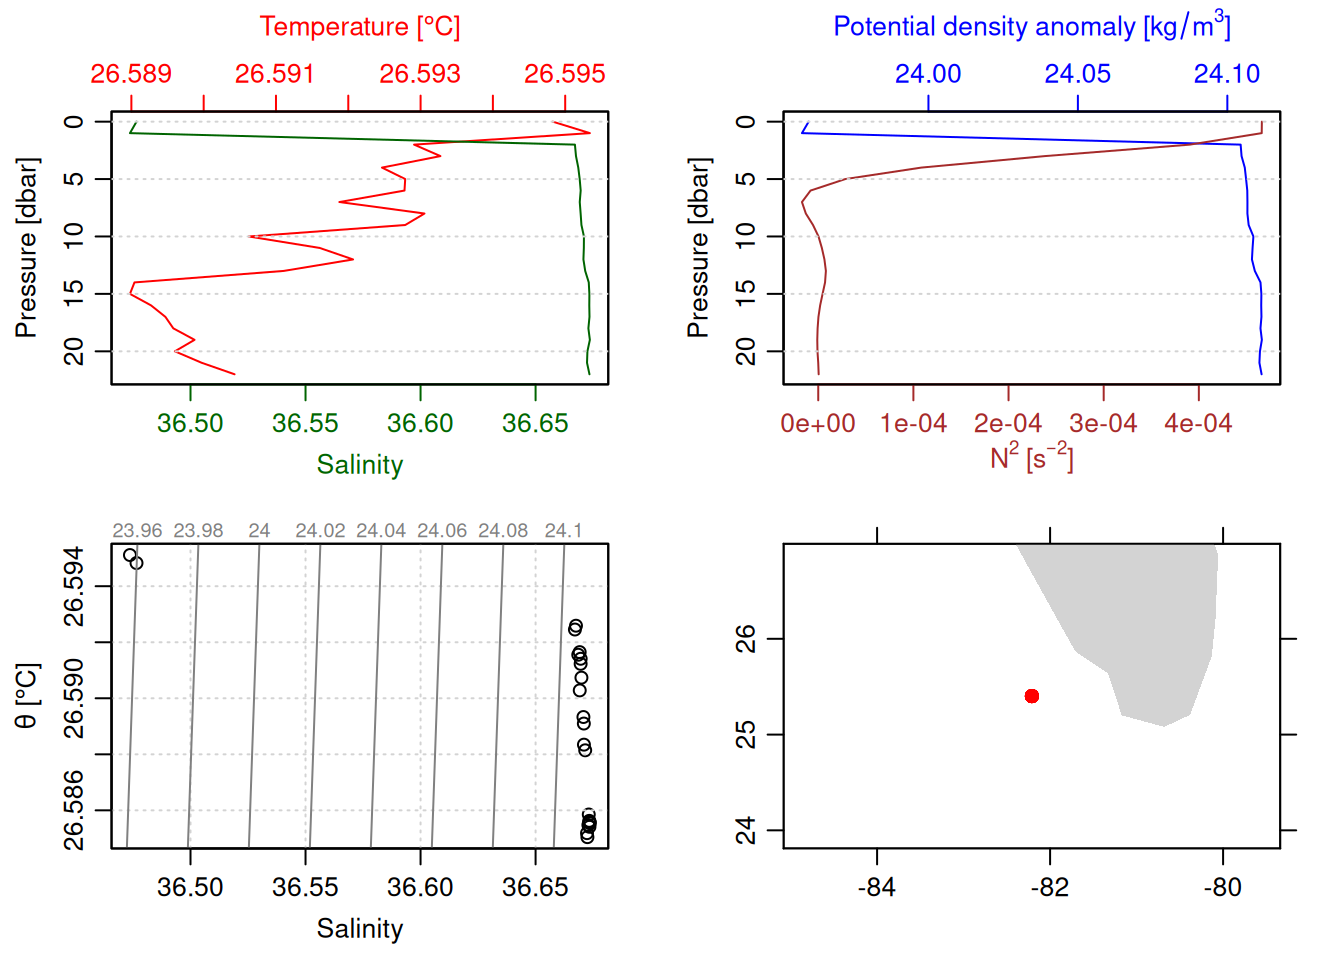 Temperature [°C]
26.589 26.591 26.593 26.595
Pressure [dbar]
0
5
10
15
20
36.50 36.55 36.60 36.65
Salinity
Potential density anomaly [kg/m³]
24.00 24.05 24.10
Pressure [dbar]
0
5
10
15
20
0e+00 1e-04 2e-04 3e-04 4e-04
N² [s⁻²]
23.96 23.98 24 24.02 24.04 24.06 24.08 24.1
θ [°C]
26.594
26.590
26.586
36.50 36.55 36.60 36.65
Salinity
26
25
24
-84 -82 -80